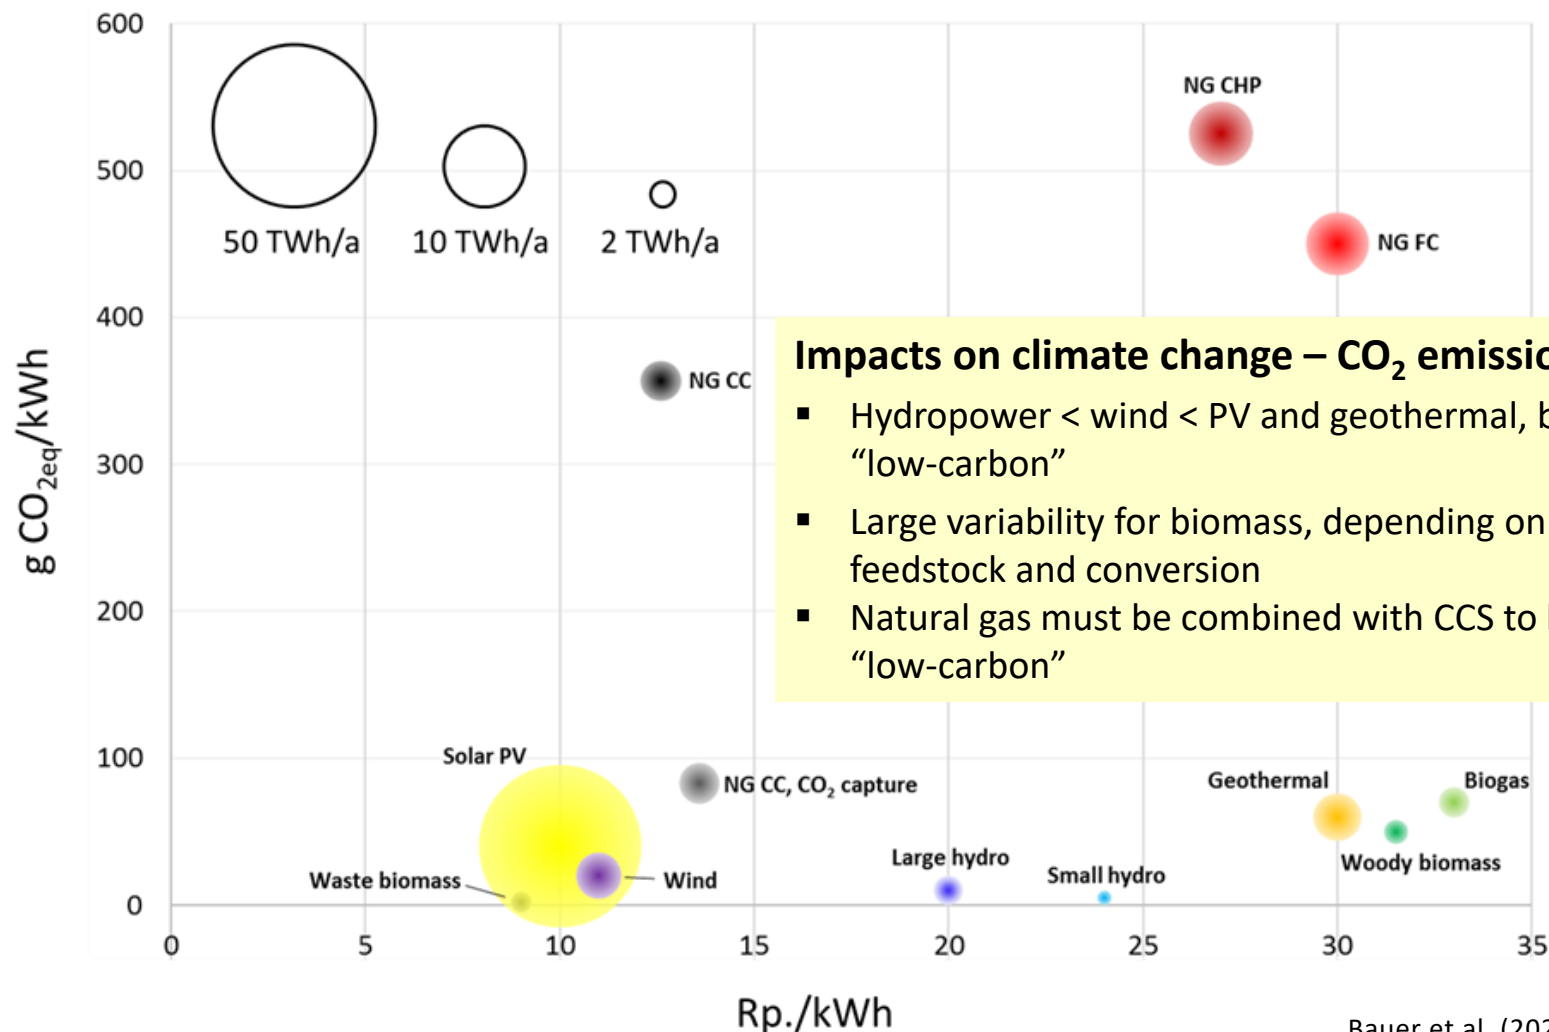 600
500
400
300
200
100
0
g CO2eq/kWh
50 TWh/a
10 TWh/a
2 TWh/a
NG CHP
NG FC
NG CC
Impacts on climate change – CO₂
▪ Hydropower < wind < PV and geothermal,
“low-carbon”
▪ Large variability for biomass, depending on
feedstock and conversion
▪ Natural gas must be combined with CCS to
“low-carbon”
Solar PV
NG CC, CO₂ capture
Geothermal
Biogas
Waste biomass
Wind
Large hydro
Small hydro
Woody biomass
0
5
10
15
20
25
30
35
Rp./kWh
Bauer et al.